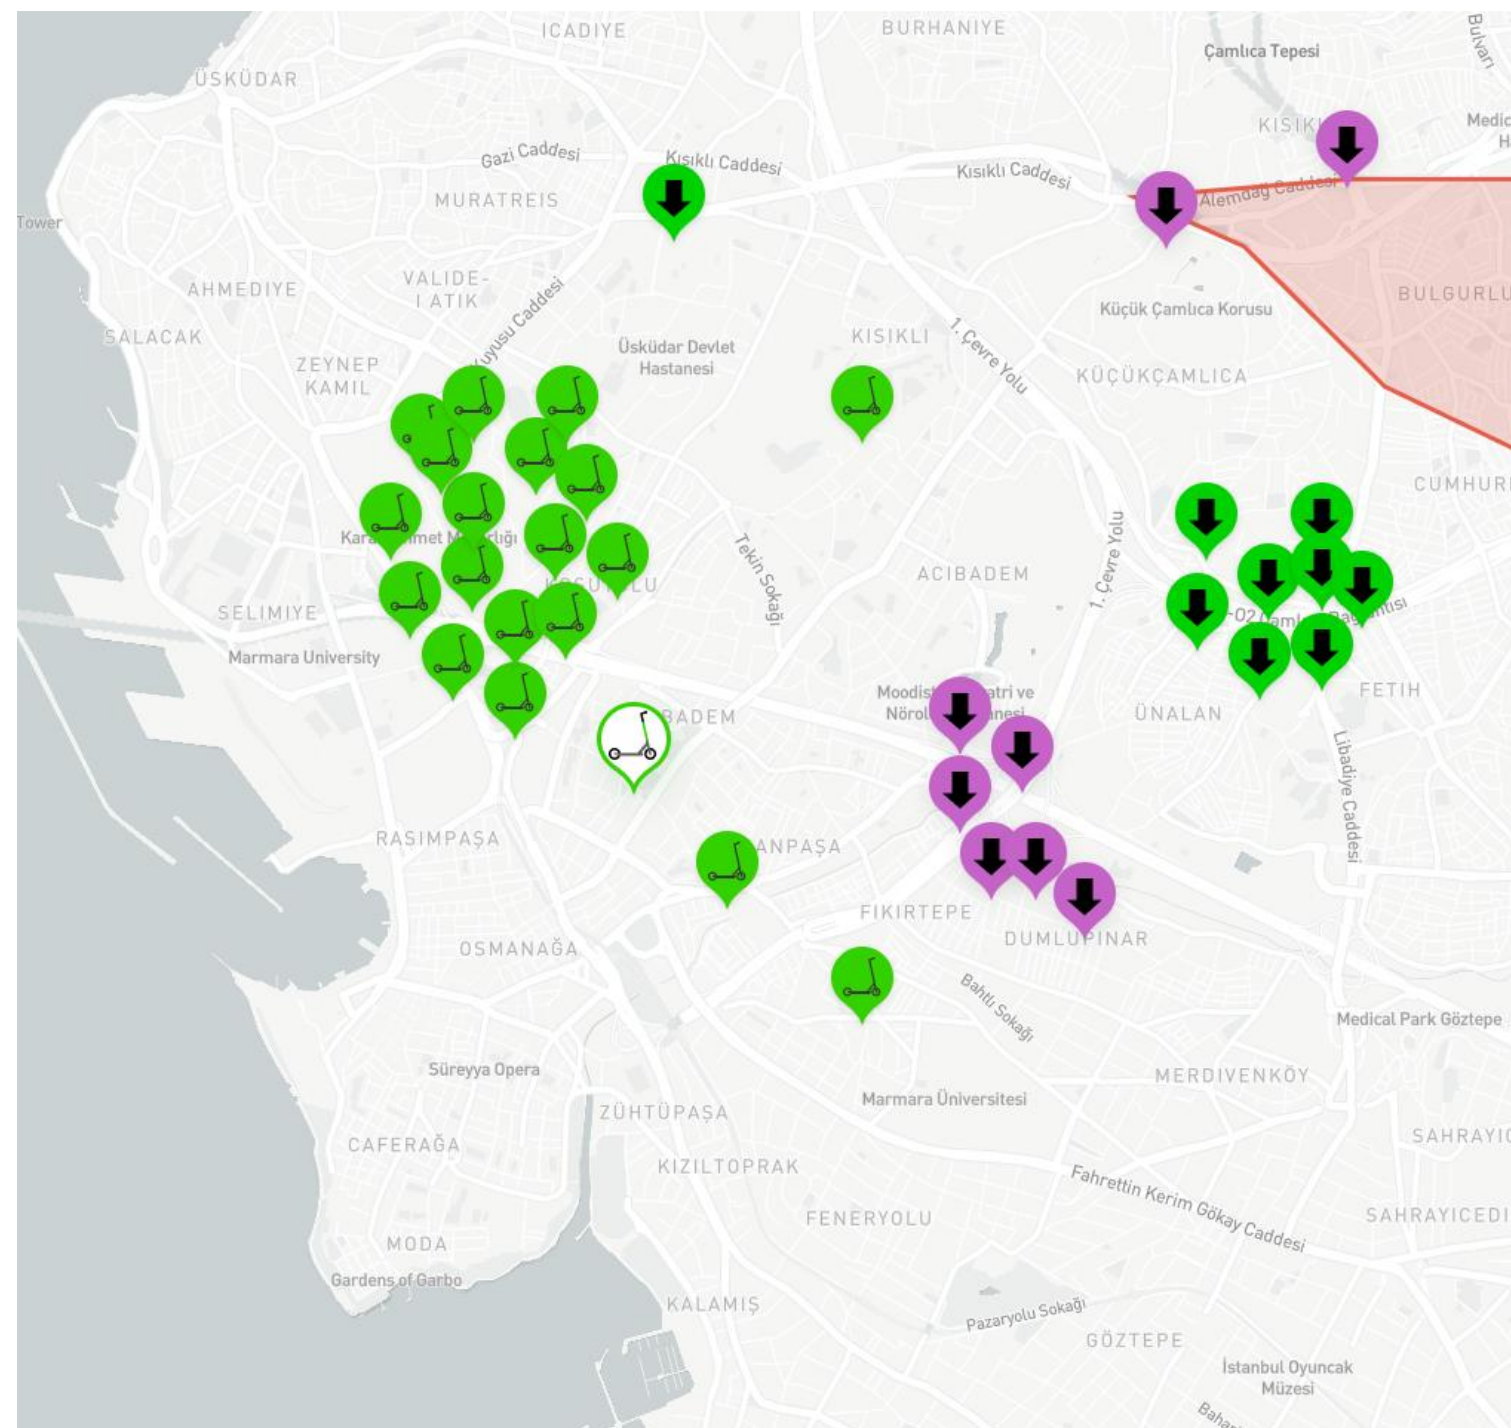 ICADIYE
BURHANIYE
Bulvarı
Çamlıca Tepesi
ÜSKÜDAR
Medic
H
Gazi Caddesi
Kısıklı Caddesi
Kısıklı Caddesi
Alemdağ Caddesi
MURATREIS
Tower
VALIDE-
I ATIK
AHMEDIYE
BULGURLU
Küçük Çamlıca Korusu
SALACAK
KISIKLI
1. Çevre Yolu
Kuyusu Caddesi
Üsküdar Devlet
Hastanesi
ZEYNEP
KAMIL
KÜÇÜKÇAMLICA
CUMHUR
Tekin Sokağı
1. Çevre Yolu
ACIBADEM
SELIMIYE
Marmara University
FETIH
ÜNALAN
BADEM
Libadiye Caddesi
RASIMPAŞA
ANPAŞA
FIKIRTEPE
DUMLUPINAR
OSMANAĞA
Bahtlı Sokağı
Medical Park Göztepe
Süreyya Opera
MERDIVENKÖY
Marmara Üniversitesi
ZÜHTÜPAŞA
CAFERAĞA
SAHRAYIC
KIZILTOPRAK
Fahrettin Kerim Gökay Caddesi
FENERYOLU
SAHRAYICEDI
MODA
Gardens of Garbo
KALAMIŞ
Pazaryolu Sokağı
GÖZTEPE
İstanbul Oyuncak
Müzesi